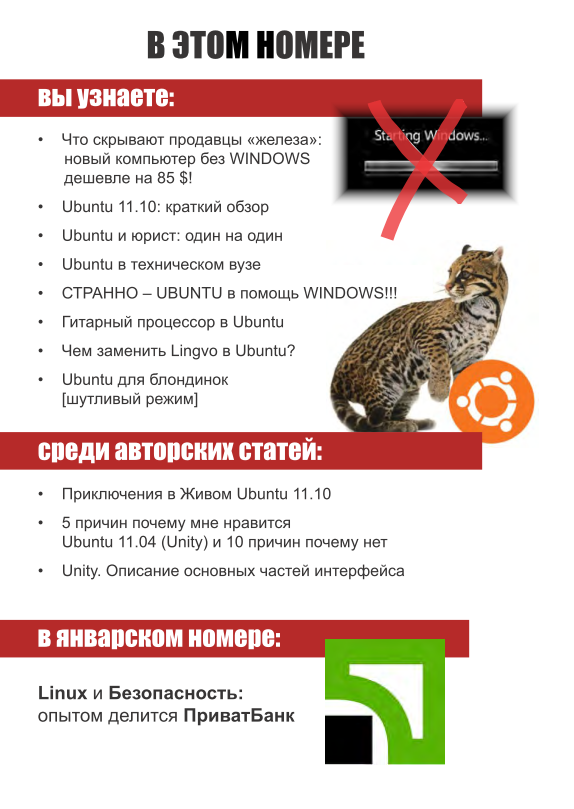 В ЭТОМ НОМЕРЕ
вы узнаете:
Starting Windows...
• Что скрывают продавцы «железа»:
новый компьютер без WINDOWS
дешевле на 85 $!
• Ubuntu 11.10: краткий обзор
• Ubuntu и юрист: один на один
• Ubuntu в техническом вузе
• СТРАННО – UBUNTU в помощь WINDOWS!!!
• Гитарный процессор в Ubuntu
• Чем заменить Lingvo в Ubuntu?
• Ubuntu для блондинок
[шутливый режим]
среди авторских статей:
• Приключения в Живом Ubuntu 11.10
• 5 причин почему мне нравится
Ubuntu 11.04 (Unity) и 10 причин почему нет
• Unity. Описание основных частей интерфейса
в январском номере:
Linux и Безопасность:
опытом делится ПриватБанк